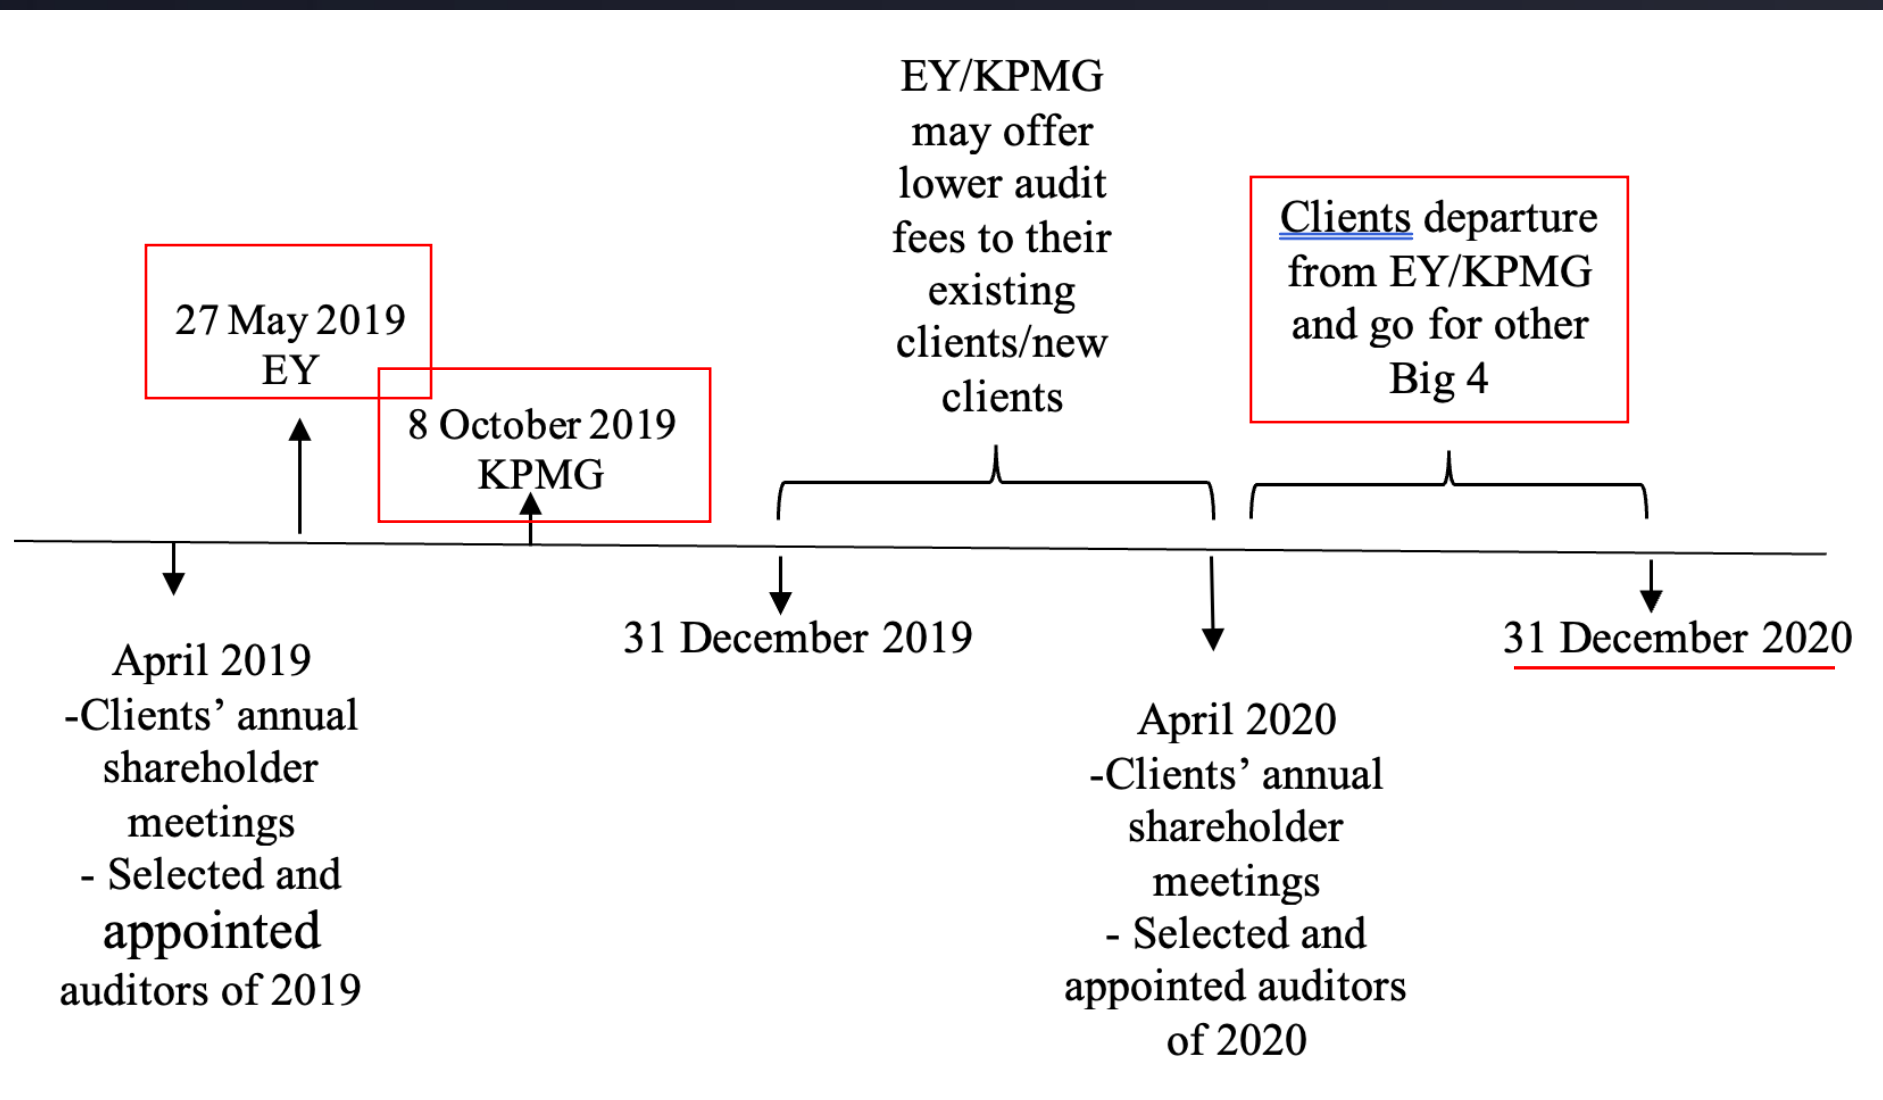 EY/KPMG
may offer
lower audit
fees to their
existing
clients/new
clients
Clients departure
from EY/KPMG
and go for other
Big 4
27 May 2019
EY
8 October 2019
KPMG
31 December 2019
31 December 2020
April 2019
-Clients’ annual
shareholder
meetings
- Selected and
appointed
auditors of 2019
April 2020
-Clients’ annual
shareholder
meetings
- Selected and
appointed auditors
of 2020